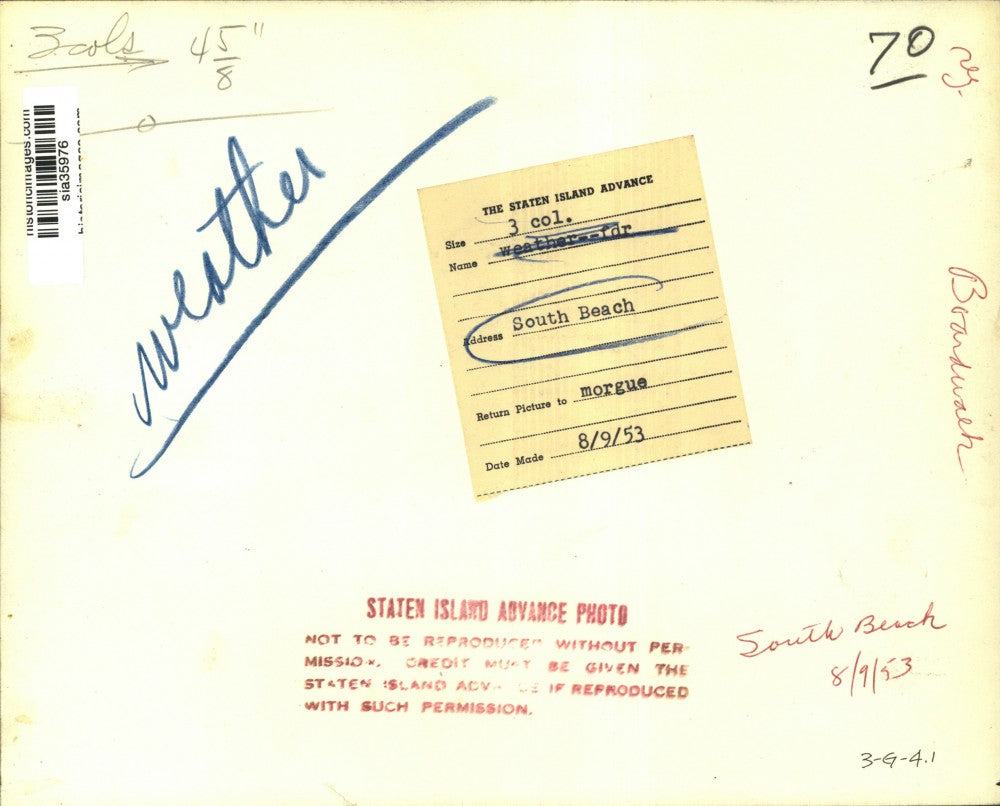 3 cols 4 5/8"
70
historicimages.com
sia35976
weather
THE STATEN ISLAND ADVANCE
Size 3 col.
Name weather--fdr
Address South Beach
Return Picture to morgue
Date Made 8/9/53
Boardwalk
STATEN ISLAND ADVANCE PHOTO
NOT TO BE REPRODUCED WITHOUT PER-
MISSION. CREDIT MUST BE GIVEN THE
STATEN ISLAND ADVANCE IF REPRODUCED
WITH SUCH PERMISSION.
South Beach
8/9/53
3-G-4.1